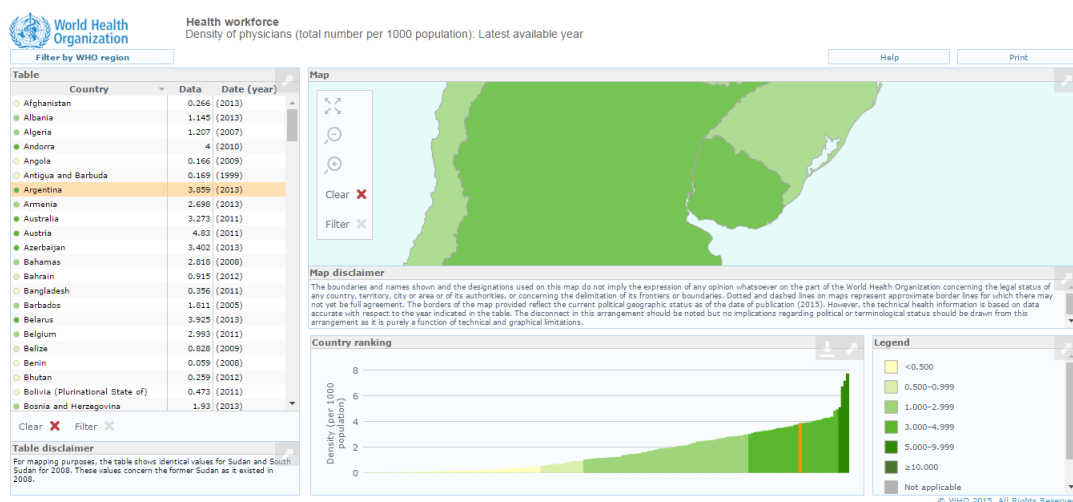 World Health
Organization
Health workforce
Density of physicians (total number per 1000 population): Latest available year
Filter by WHO region
Help
Print
Table
Country Data Date (year)
Afghanistan 0.266 (2013)
Albania 1.145 (2013)
Algeria 1.207 (2007)
Andorra 4 (2010)
Angola 0.166 (2009)
Antigua and Barbuda 0.169 (1999)
Argentina 3.859 (2013)
Armenia 2.698 (2013)
Australia 3.273 (2011)
Austria 4.83 (2011)
Azerbaijan 3.402 (2013)
Bahamas 2.818 (2008)
Bahrain 0.915 (2012)
Bangladesh 0.356 (2011)
Barbados 1.811 (2005)
Belarus 3.925 (2013)
Belgium 2.993 (2011)
Belize 0.828 (2009)
Benin 0.059 (2008)
Bhutan 0.259 (2012)
Bolivia (Plurinational State of) 0.473 (2011)
Bosnia and Herzegovina 1.93 (2013)
Clear Filter
Table disclaimer
For mapping purposes, the table shows identical values for Sudan and South
Sudan for 2008. These values concern the former Sudan as it existed in
2008.
Map
Clear
Filter
Map disclaimer
The boundaries and names shown and the designations used on this map do not imply the expression of any opinion whatsoever on the part of the World Health Organization concerning the legal status of
any country, territory, city or area or of its authorities, or concerning the delimitation of its frontiers or boundaries. Dotted and dashed lines on maps represent approximate border lines for which there may
not yet be full agreement. The borders of the map provided reflect the current political geographic status as of the date of publication (2015). However, the technical health information is based on data
accurate with respect to the year indicated in the table. The disconnect in this arrangement should be noted but no implications regarding political or terminological status should be drawn from this
arrangement as it is purely a function of technical and graphical limitations.
Country ranking
Density (per 1000
population)
8
6
4
2
0
Legend
<0.500
0.500–0.999
1.000–2.999
3.000–4.999
5.000–9.999
≥10.000
Not applicable
© WHO 2015. All Rights Reserved